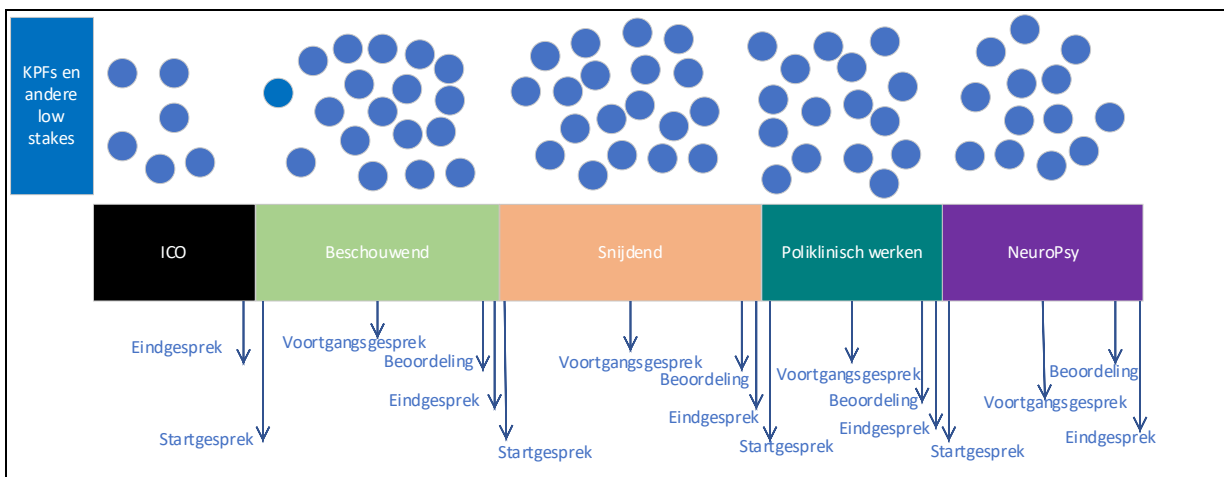 KPFs en
andere
low
stakes
ICO
Beschouwend
Snijdend
Poliklinisch werken
NeuroPsy
Eindgesprek
Startgesprek
Voortgangsgesprek
Beoordeling
Eindgesprek
Startgesprek
Voortgangsgesprek
Beoordeling
Eindgesprek
Startgesprek
Voortgangsgesprek
Beoordeling
Eindgesprek
Startgesprek
Voortgangsgesprek
Beoordeling
Eindgesprek